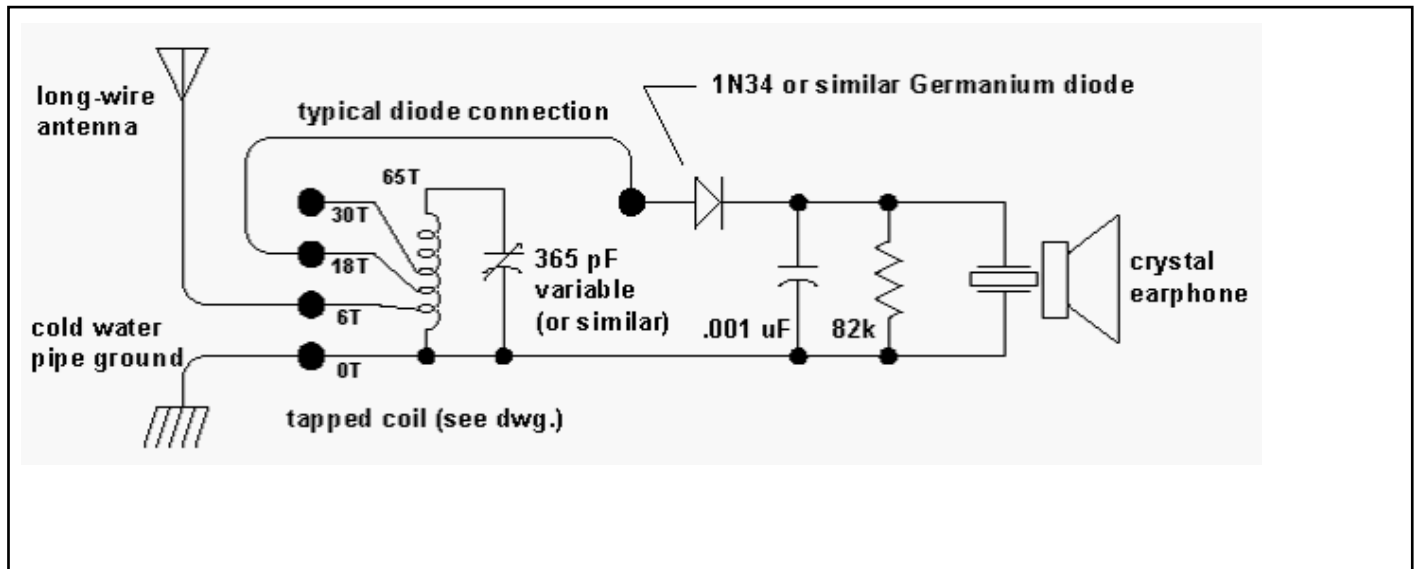 1N34 or similar Germanium diode
long-wire
antenna
typical diode connection
65T
30T
18T
6T
0T
365 pF
variable
(or similar)
cold water
pipe ground
.001 uF
82k
crystal
earphone
tapped coil (see dwg.)